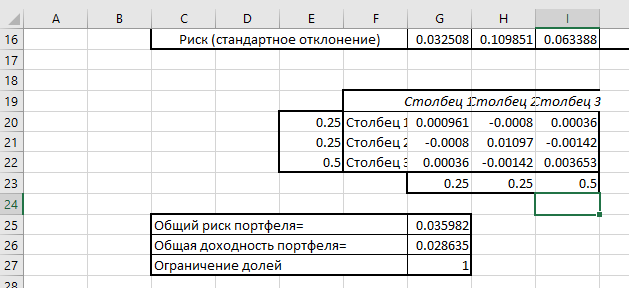 A B C D E F G H I
16 Риск (стандартное отклонение) 0.032508 0.109851 0.063388
17
18
19 Столбец 1 Столбец 2 Столбец 3
20 0.25 Столбец 1 0.000961 -0.0008 0.00036
21 0.25 Столбец 2 -0.0008 0.01097 -0.00142
22 0.5 Столбец 3 0.00036 -0.00142 0.003653
23 0.25 0.25 0.5
24
25 Общий риск портфеля= 0.035982
26 Общая доходность портфеля= 0.028635
27 Ограничение долей 1
28